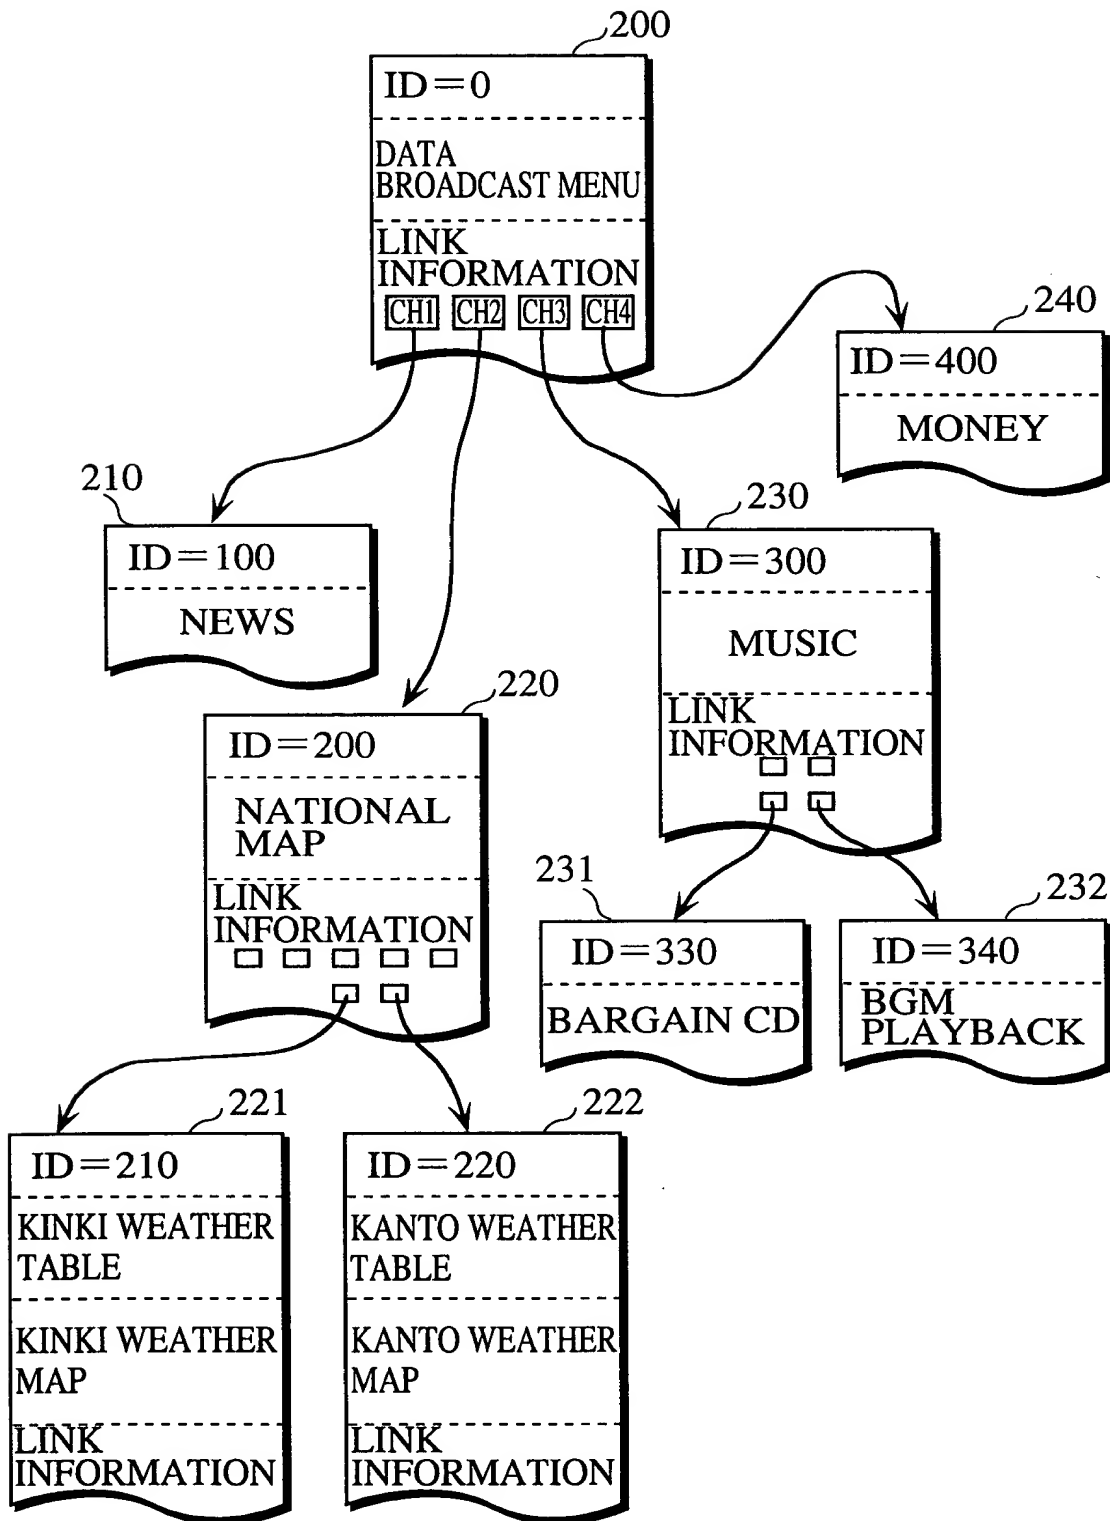 200
ID=0
DATA
BROADCAST MENU
LINK
INFORMATION
CH1 CH2 CH3 CH4
240
ID=400
MONEY
210
ID=100
NEWS
230
ID=300
MUSIC
LINK
INFORMATION
220
ID=200
NATIONAL
MAP
LINK
INFORMATION
231
ID=330
BARGAIN CD
232
ID=340
BGM
PLAYBACK
221
ID=210
KINKI WEATHER
TABLE
KINKI WEATHER
MAP
LINK
INFORMATION
222
ID=220
KANTO WEATHER
TABLE
KANTO WEATHER
MAP
LINK
INFORMATION